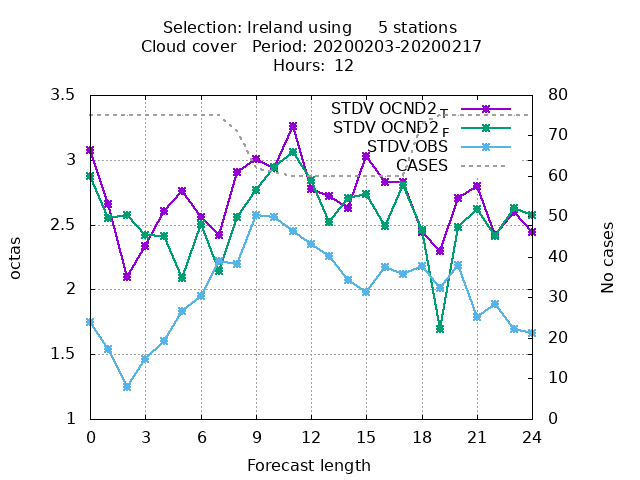 Selection: Ireland using     5 stations
Cloud cover   Period: 20200203-20200217
Hours: 12
STDV OCND2_T
STDV OCND2_F
STDV OBS
CASES
3.5
3
2.5
2
1.5
1
octas
80
70
60
50
40
30
20
10
0
No cases
0 3 6 9 12 15 18 21 24
Forecast length